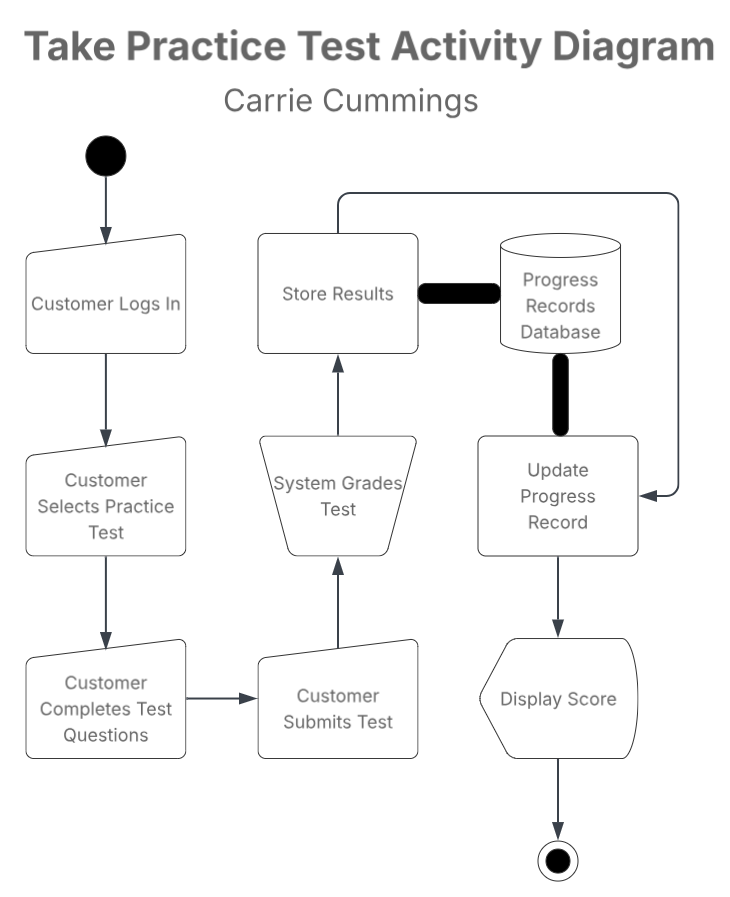 Take Practice Test Activity Diagram
Carrie Cummings
Customer Logs In
Customer
Selects Practice
Test
Customer
Completes Test
Questions
Customer
Submits Test
System Grades
Test
Store Results
Progress
Records
Database
Update
Progress
Record
Display Score